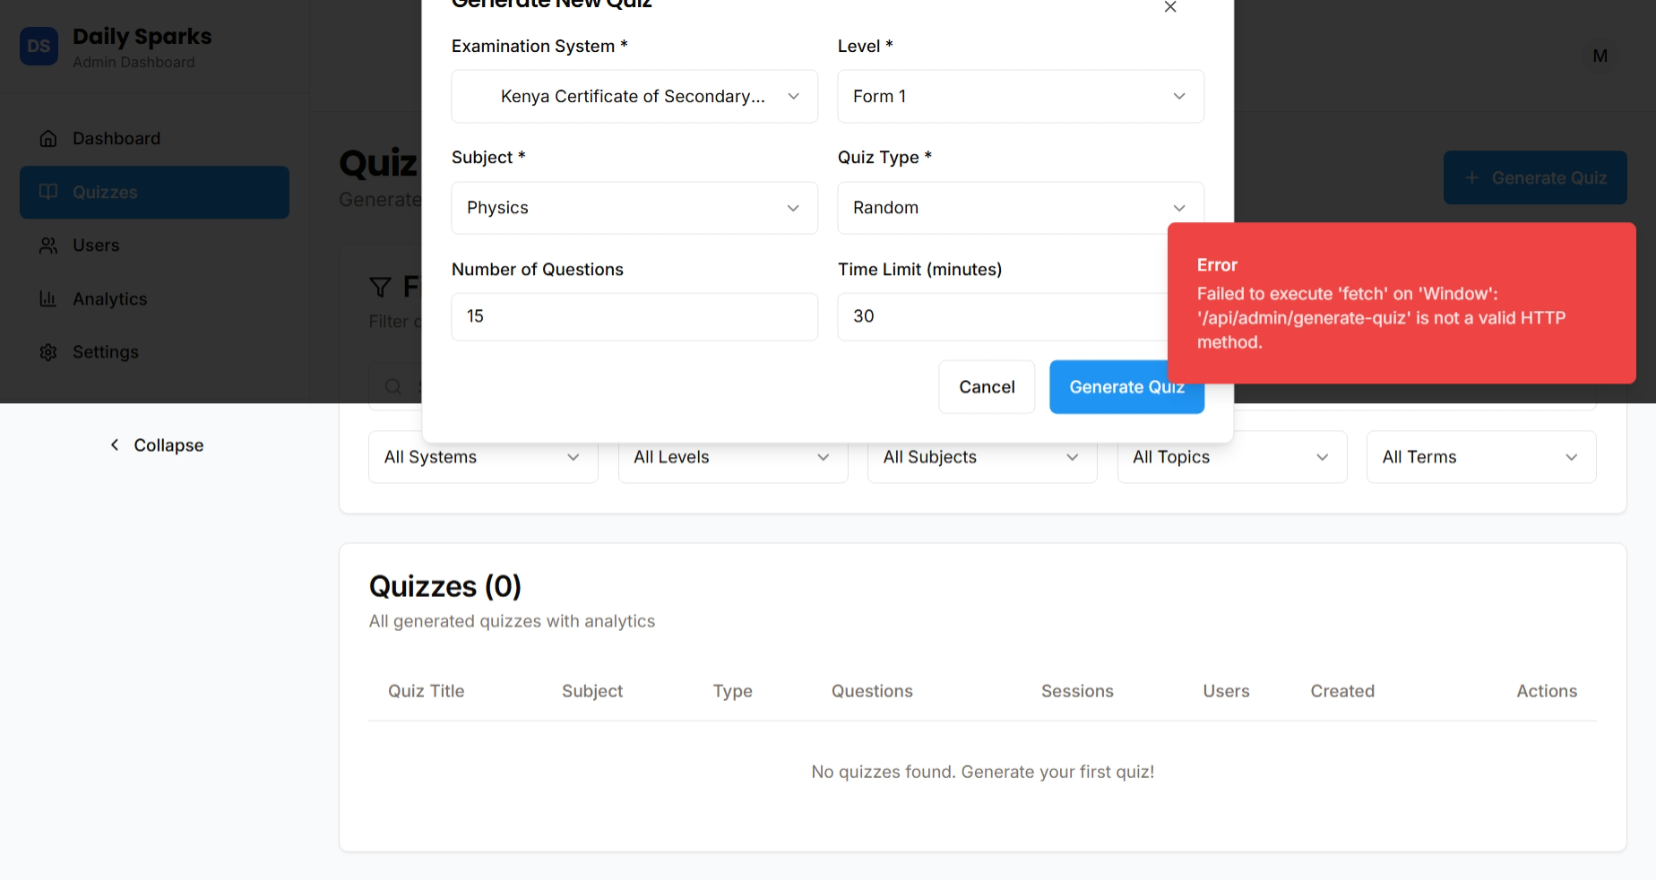 DS
Daily Sparks
Admin Dashboard
Dashboard
Quizzes
Users
Analytics
Settings
Collapse
M
Quiz
Generate
Generate Quiz
Generate New Quiz
Examination System *
Level *
Kenya Certificate of Secondary...
Form 1
Subject *
Quiz Type *
Physics
Random
Number of Questions
Time Limit (minutes)
15
30
Cancel
Generate Quiz
Error
Failed to execute 'fetch' on 'Window':
'/api/admin/generate-quiz' is not a valid HTTP
method.
Filter
All Systems
All Levels
All Subjects
All Topics
All Terms
Quizzes (0)
All generated quizzes with analytics
Quiz Title
Subject
Type
Questions
Sessions
Users
Created
Actions
No quizzes found. Generate your first quiz!